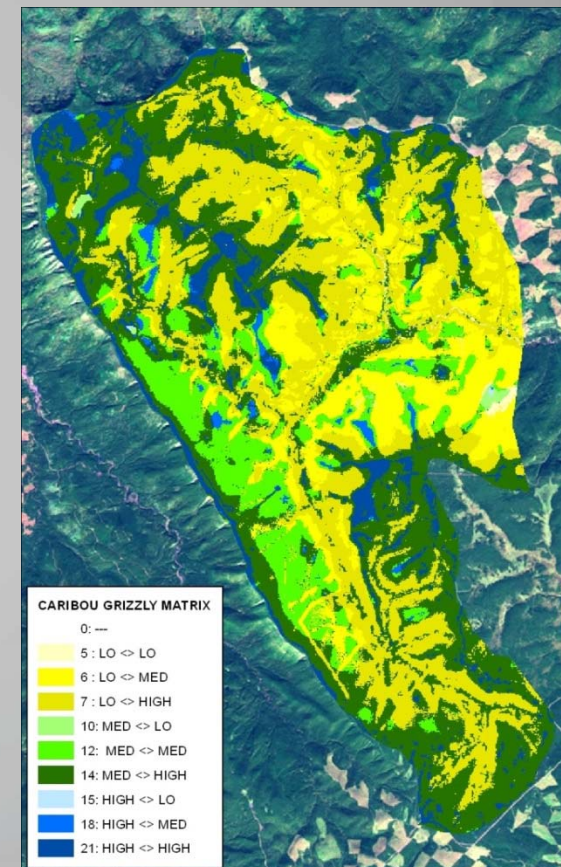 CARIBOU GRIZZLY MATRIX
0: ---
5 : LO <> LO
6 : LO <> MED
7 : LO <> HIGH
10: MED <> LO
12: MED <> MED
14: MED <> HIGH
15: HIGH <> LO
18: HIGH <> MED
21: HIGH <> HIGH